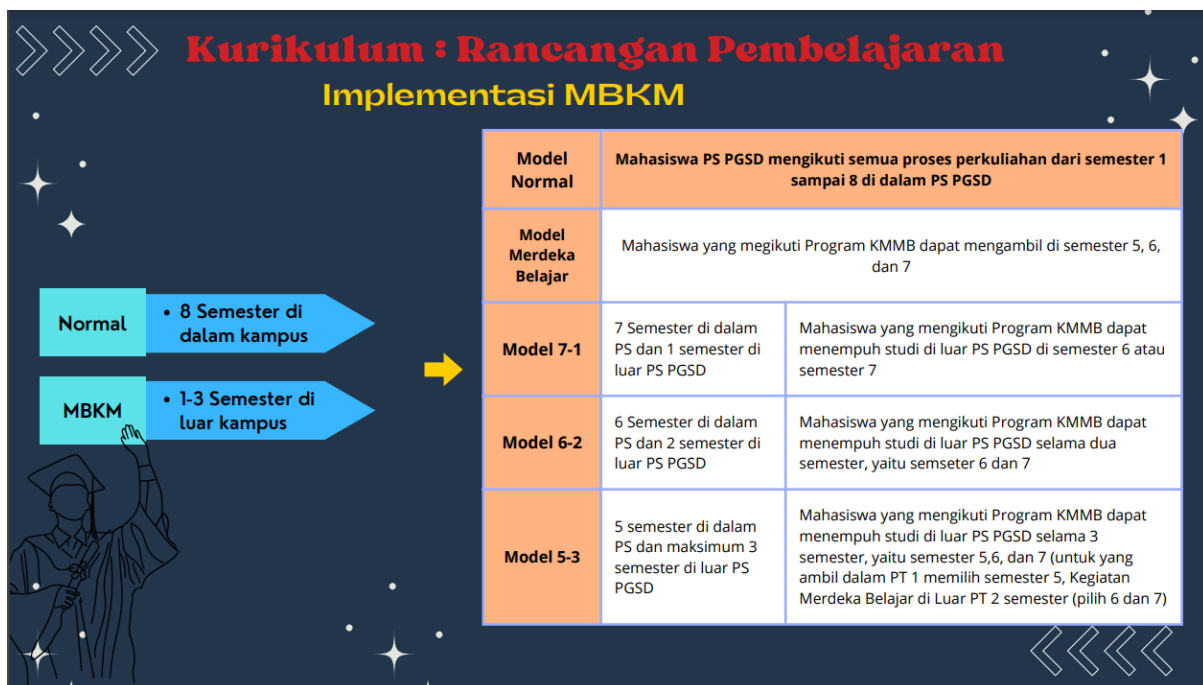 Kurikulum : Rancangan Pembelajaran
Implementasi MBKM
Normal
• 8 Semester di
dalam kampus
MBKM
• 1-3 Semester di
luar kampus
Model
Normal
Mahasiswa PS PGSD mengikuti semua proses perkuliahan dari semester 1
sampai 8 di dalam PS PGSD
Model
Merdeka
Belajar
Mahasiswa yang megikuti Program KMMB dapat mengambil di semester 5, 6,
dan 7
Model 7-1
7 Semester di dalam
PS dan 1 semester di
luar PS PGSD
Mahasiswa yang mengikuti Program KMMB dapat
menempuh studi di luar PS PGSD di semester 6 atau
semester 7
Model 6-2
6 Semester di dalam
PS dan 2 semester di
luar PS PGSD
Mahasiswa yang mengikuti Program KMMB dapat
menempuh studi di luar PS PGSD selama dua
semester, yaitu semseter 6 dan 7
Model 5-3
5 semester di dalam
PS dan maksimum 3
semester di luar PS
PGSD
Mahasiswa yang mengikuti Program KMMB dapat
menempuh studi di luar PS PGSD selama 3
semester, yaitu semester 5,6, dan 7 (untuk yang
ambil dalam PT 1 memilih semester 5, Kegiatan
Merdeka Belajar di Luar PT 2 semester (pilih 6 dan 7)